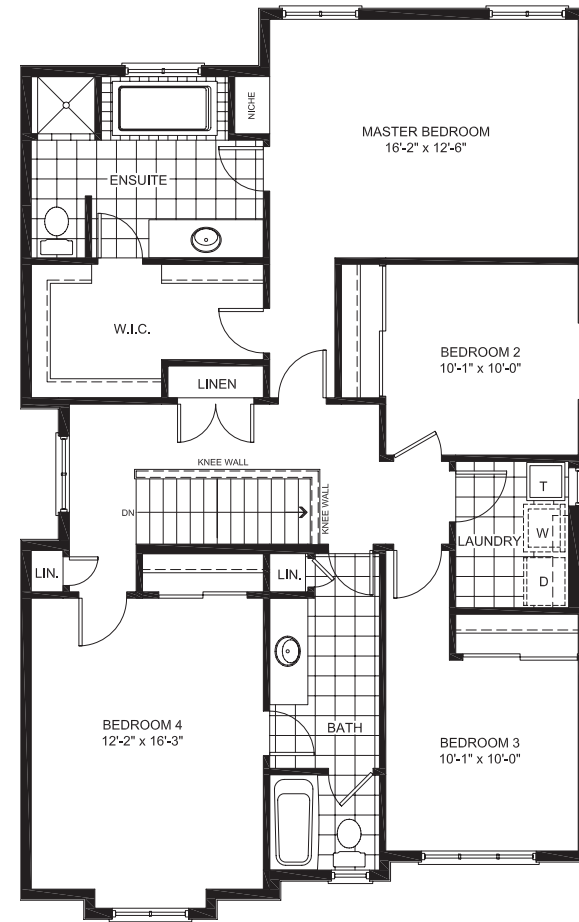 NICHE
MASTER BEDROOM
16'-2" x 12'-6"
ENSUITE
W.I.C.
BEDROOM 2
10'-1" x 10'-0"
LINEN
KNEE WALL
KNEE WALL
DN
T
W
LAUNDRY
D
LIN.
LIN.
BEDROOM 4
12'-2" x 16'-3"
BATH
BEDROOM 3
10'-1" x 10'-0"